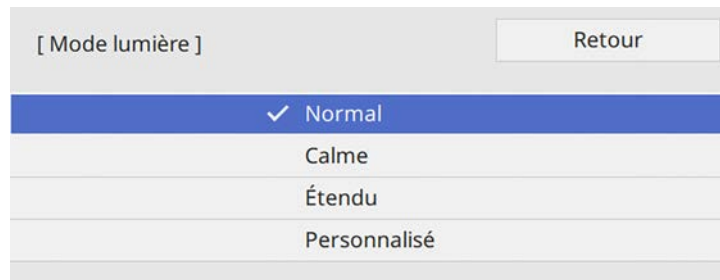 [ Mode lumière ]
Retour
Normal
Calme
Étendu
Personnalisé